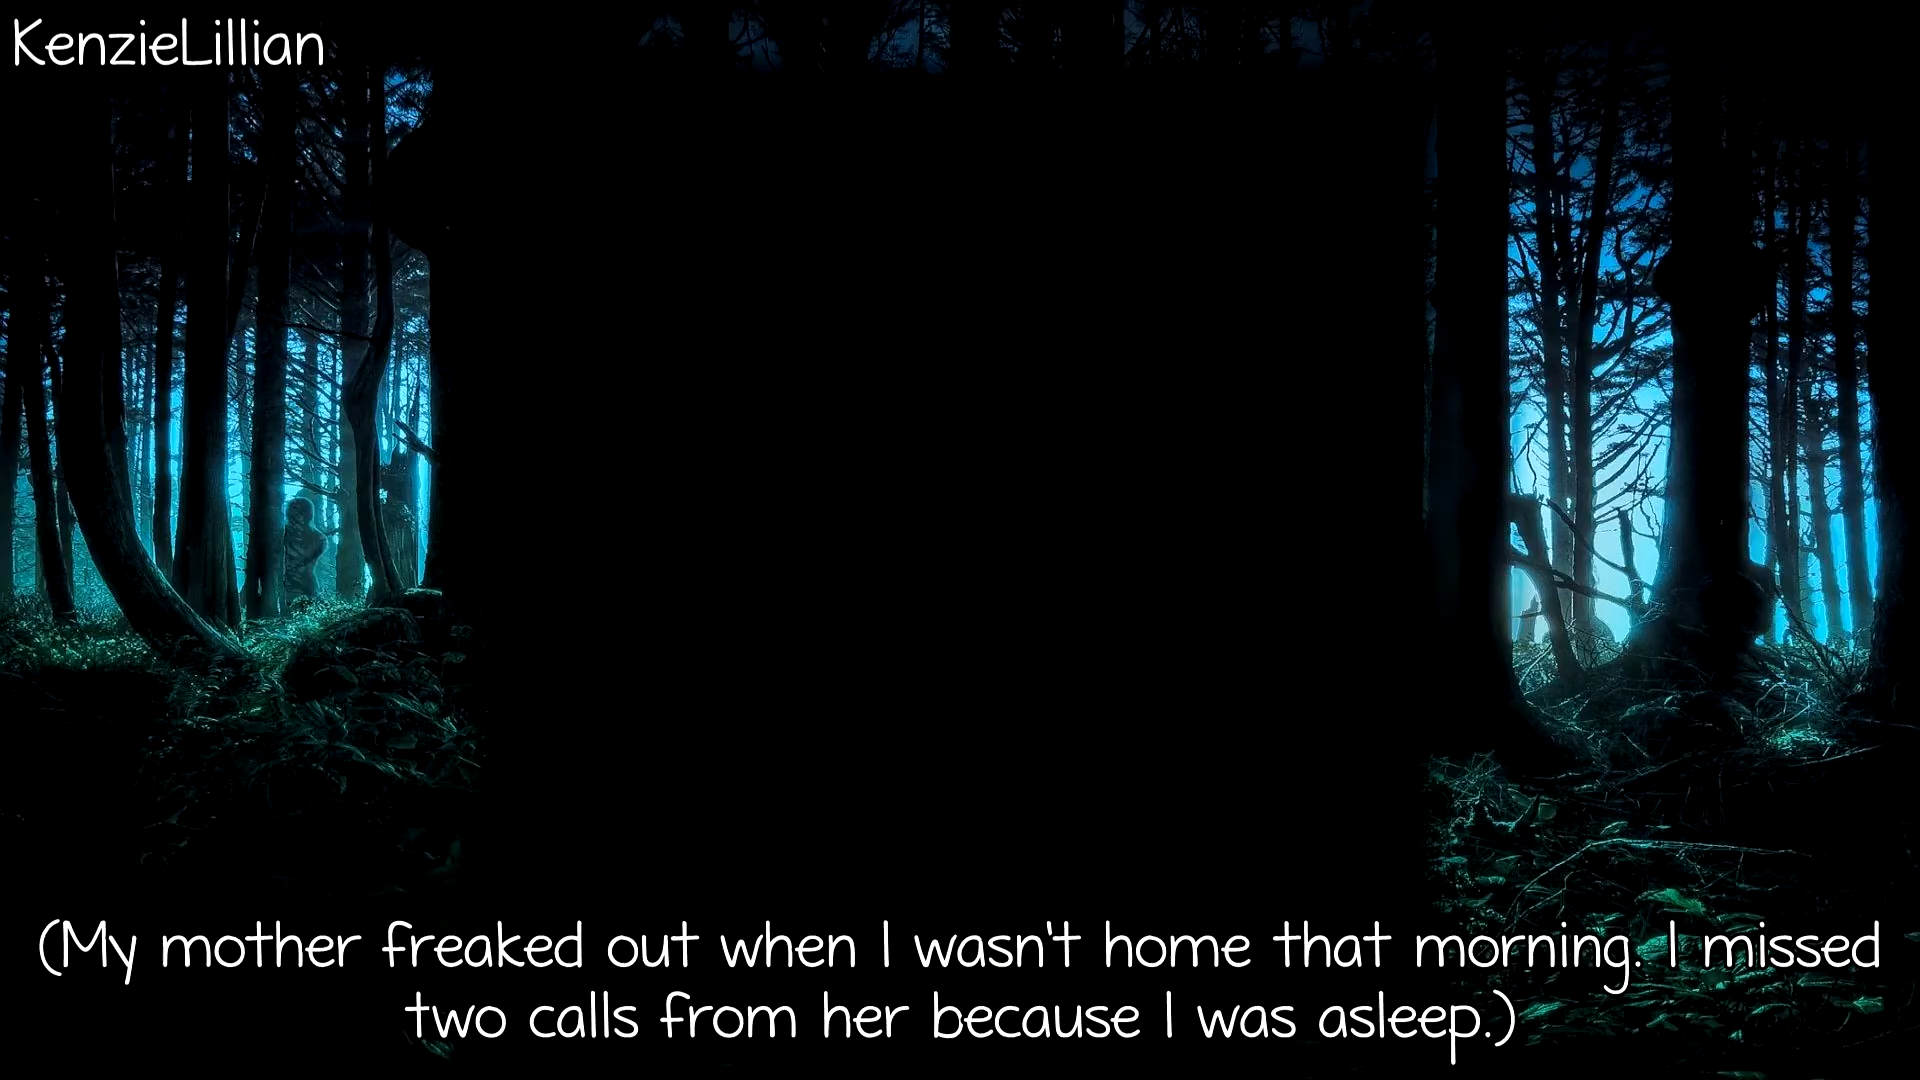 KenzieLillian
(My mother freaked out when I wasn't home that morning. I missed
two calls from her because I was asleep.)